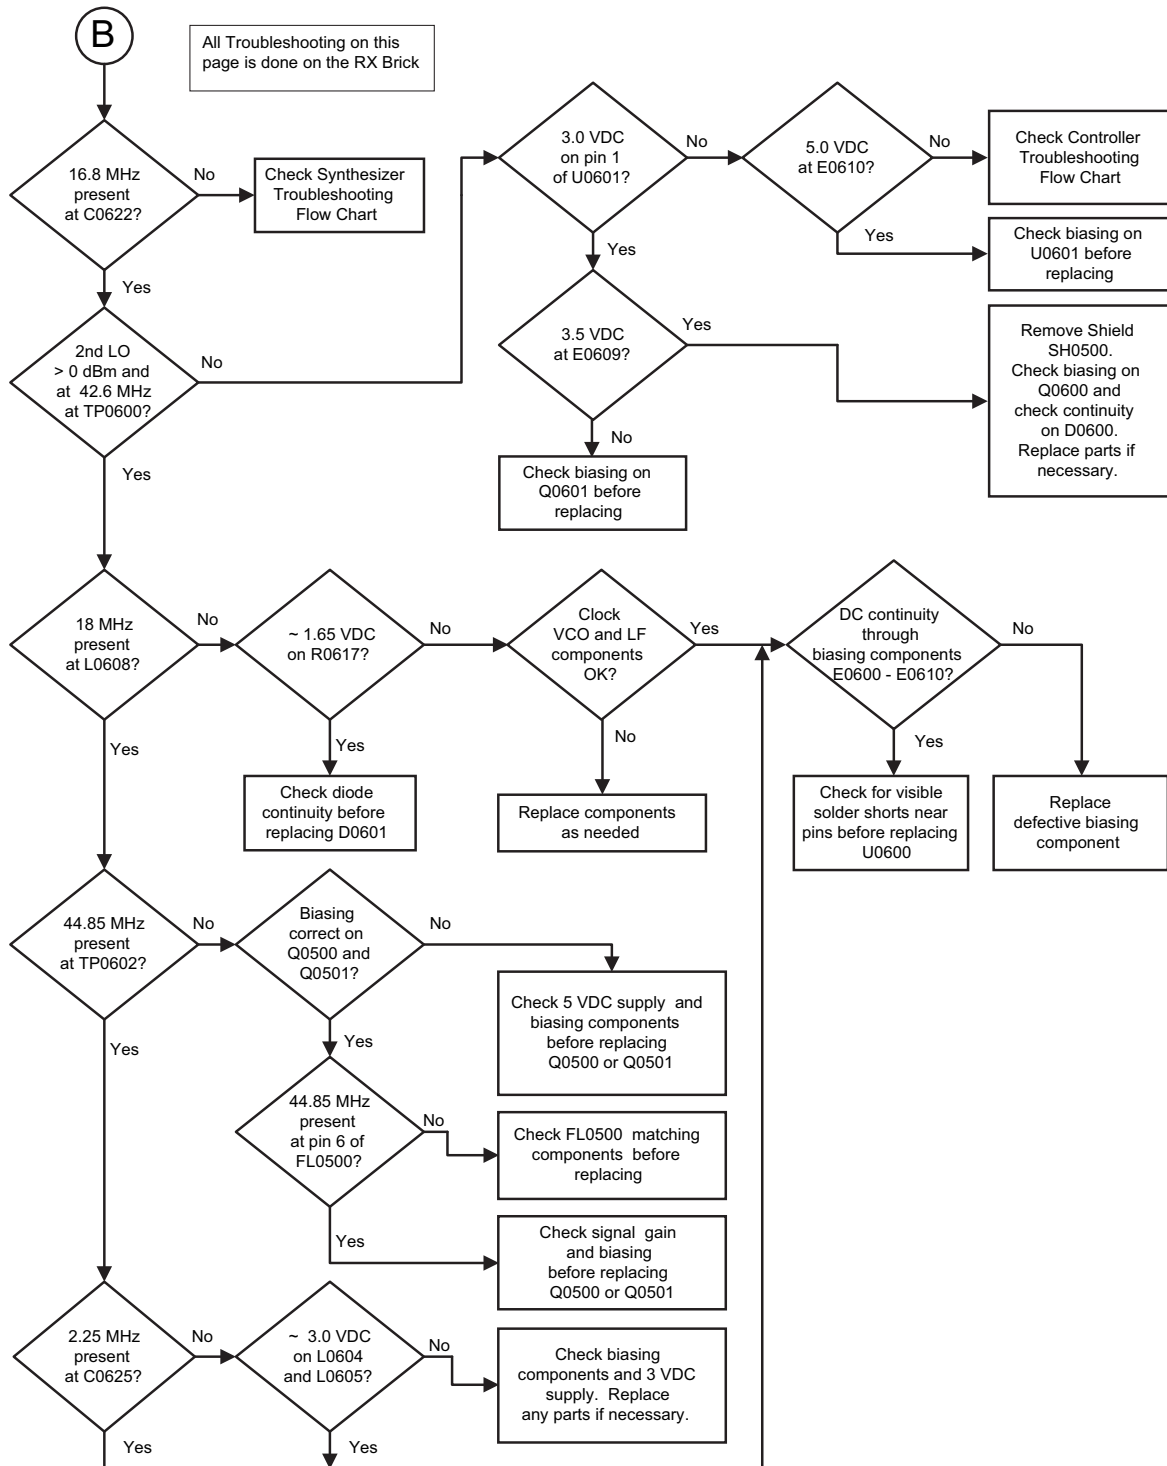 B
All Troubleshooting on this
page is done on the RX Brick
16.8 MHz
present
at C0622?
No
Check Synthesizer
Troubleshooting
Flow Chart
Yes
3.0 VDC
on pin 1
of U0601?
No
5.0 VDC
at E0610?
No
Check Controller
Troubleshooting
Flow Chart
Yes
Check biasing on
U0601 before
replacing
Yes
3.5 VDC
at E0609?
Yes
Remove Shield
SH0500.
Check biasing on
Q0600 and
check continuity
on D0600.
Replace parts if
necessary.
No
Check biasing on
Q0601 before
replacing
2nd LO
> 0 dBm and
at 42.6 MHz
at TP0600?
No
Yes
18 MHz
present
at L0608?
No
~ 1.65 VDC
on R0617?
No
Clock
VCO and LF
components
OK?
Yes
DC continuity
through
biasing components
E0600 - E0610?
No
Yes
Yes
Check diode
continuity before
replacing D0601
No
Replace components
as needed
Yes
Check for visible
solder shorts near
pins before replacing
U0600
Replace
defective biasing
component
44.85 MHz
present
at TP0602?
No
Biasing
correct on
Q0500 and
Q0501?
No
Check 5 VDC supply and
biasing components
before replacing
Q0500 or Q0501
Yes
Yes
44.85 MHz
present
at pin 6 of
FL0500?
No
Check FL0500 matching
components before
replacing
Yes
Check signal gain
and biasing
before replacing
Q0500 or Q0501
2.25 MHz
present
at C0625?
No
~ 3.0 VDC
on L0604
and L0605?
No
Check biasing
components and 3 VDC
supply. Replace
any parts if necessary.
Yes
Yes